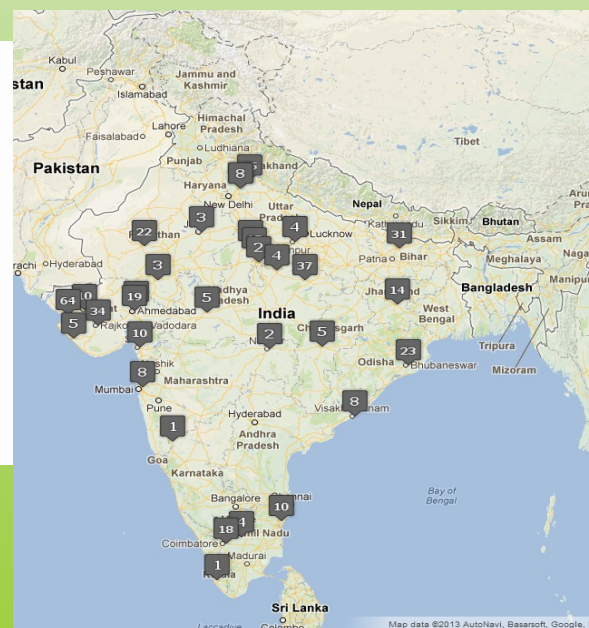 Kabul
Peshawar
Jammu and
Kashmir
stan
Islamabad
Himachal
Pradesh
Lahore
Faisalabad
Ludhiana
Punjab
Tibet
Pakistan
Haryana
8
New Delhi
Uttar
Nepal
Sikkim
Bhutan
3
4
Lucknow
22
31
Assam
2
4
Hyderabad
Patna
Bihar
Meghalaya
3
37
Bangladesh
64
19
5
14
34
Ahmedabad
West
Bengal
5
Vadodara
India
Tripura
10
2
5
Mizoram
23
Odisha
Bhubaneswar
8
Maharashtra
Mumbai
8
Pune
Hyderabad
1
Andhra
Pradesh
Goa
Karnataka
Bay of
Bengal
Bangalore
10
18
4
Coimbatore
Madurai
1
Sri Lanka
Map data ©2013 AutoNavi, Basarsoft, Google,